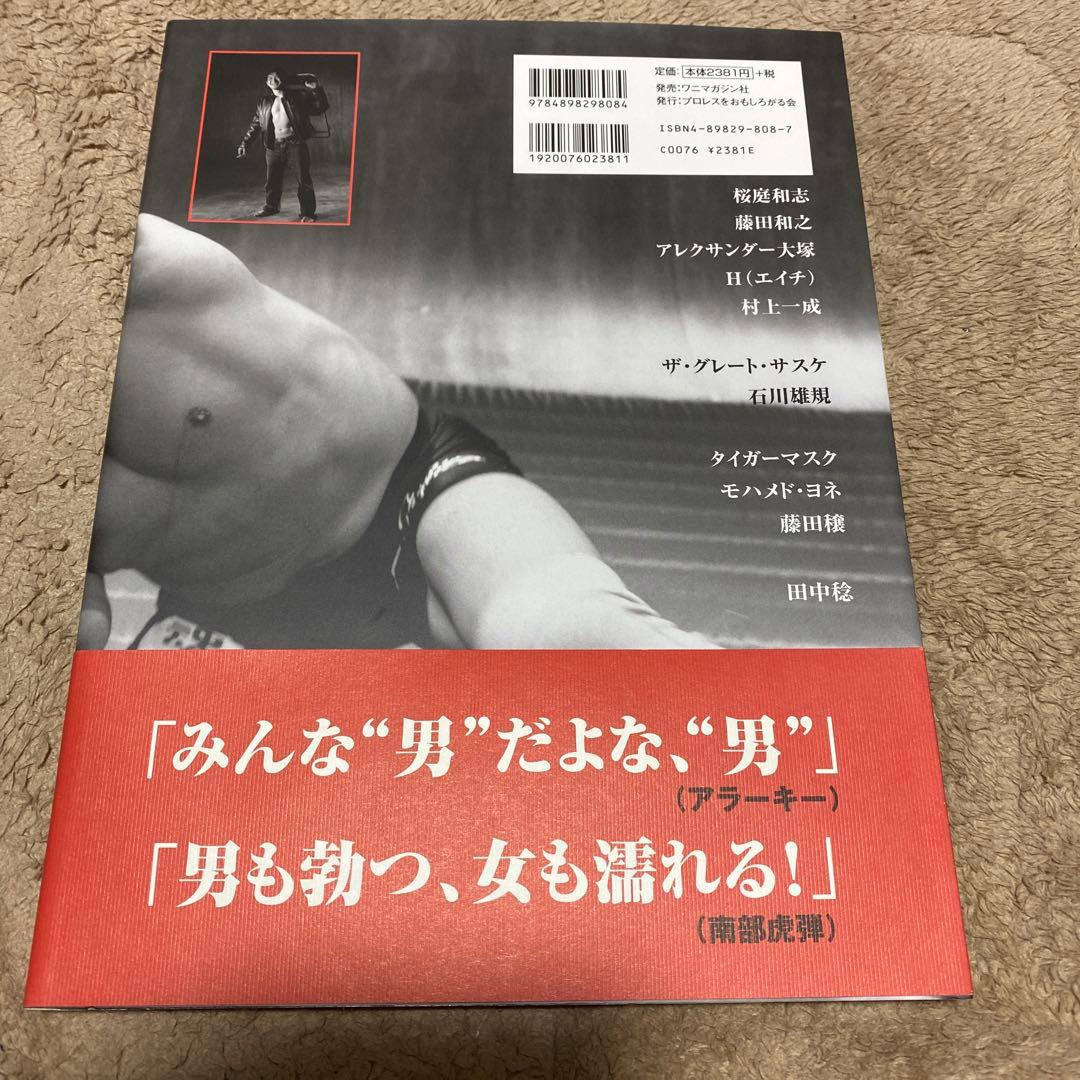 9784898298084
1920076023811
定価: 本体2381円 +税
発売:ワニマガジン社
発行:プロレスをおもしろがる会
ISBN4-89829-808-7
C0076 ¥2381E
桜庭和志
藤田和之
アレクサンダー大塚
H(エイチ)
村上一成
ザ・グレート・サスケ
石川雄規
タイガーマスク
モハメド・ヨネ
藤田穣
田中稔
「みんな“男”だよな、“男”」
(アラーキー)
「男も勃つ、女も濡れる!」
(南部虎弾)